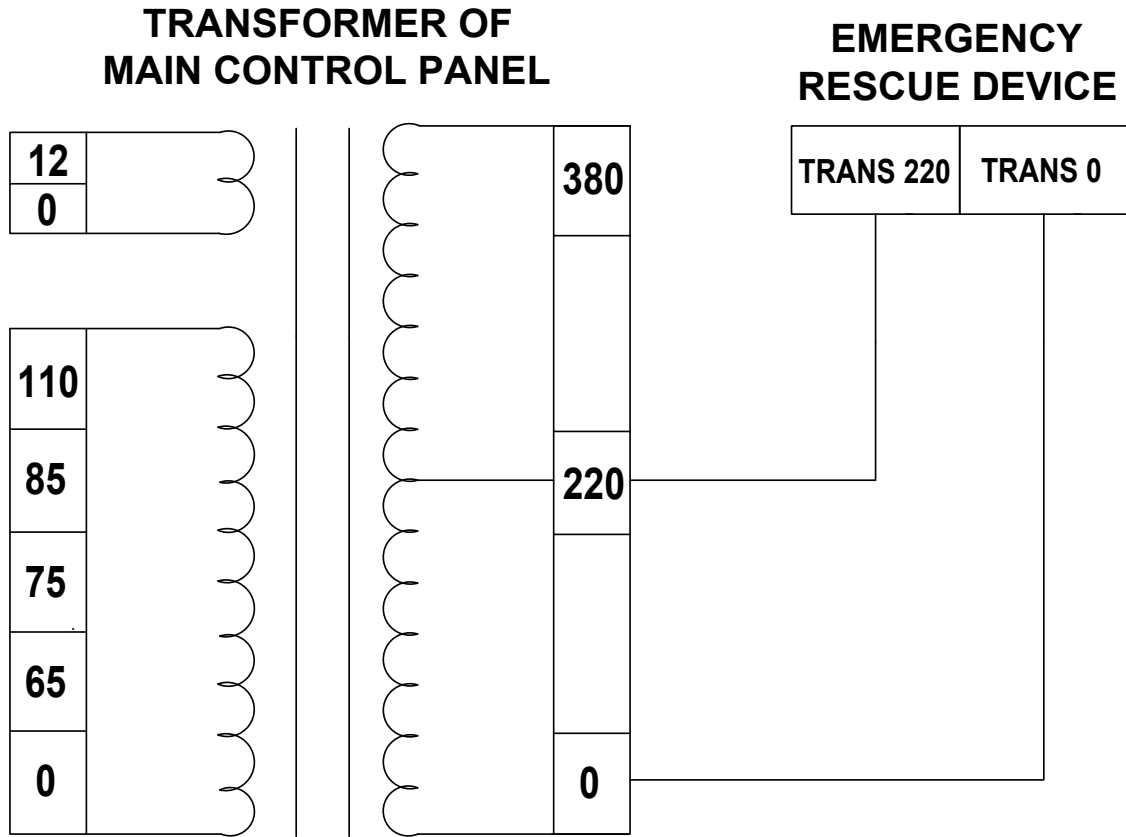 TRANSFORMER OF
MAIN CONTROL PANEL
EMERGENCY
RESCUE DEVICE
12
0
110
85
75
65
0
380
220
0
TRANS 220
TRANS 0